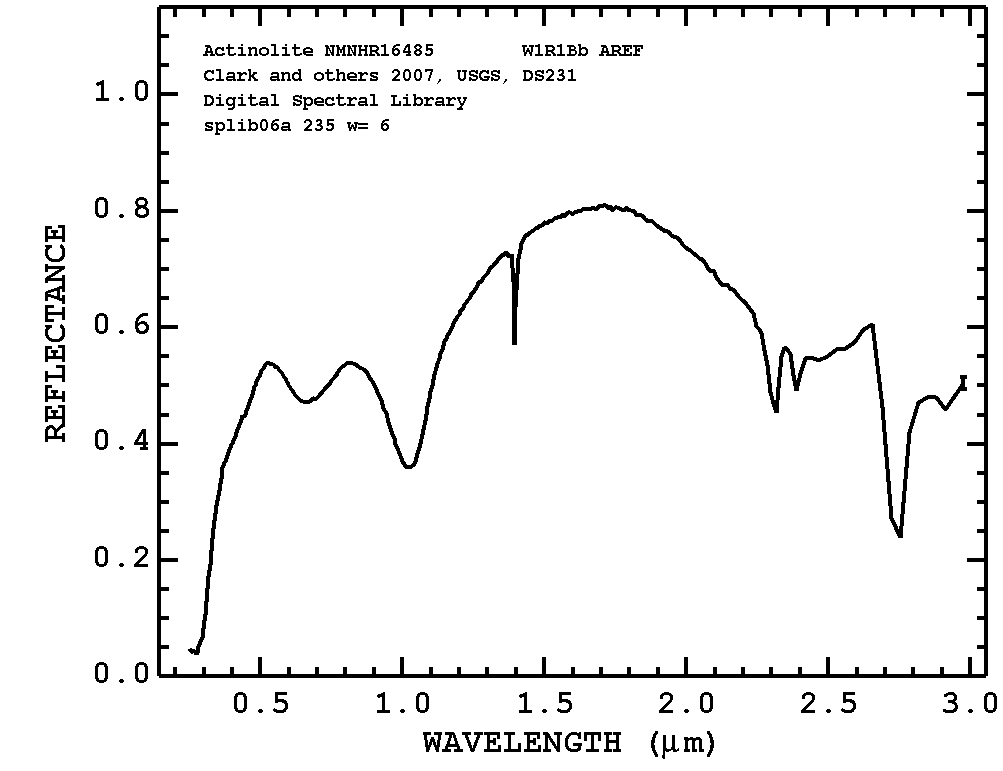 Actinolite NMNHR16485 W1R1Bb AREF
Clark and others 2007, USGS, DS231
Digital Spectral Library
splib06a 235 w= 6
1.0
0.8
0.6
0.4
0.2
0.0
REFLECTANCE
0.5 1.0 1.5 2.0 2.5 3.0
WAVELENGTH (μm)